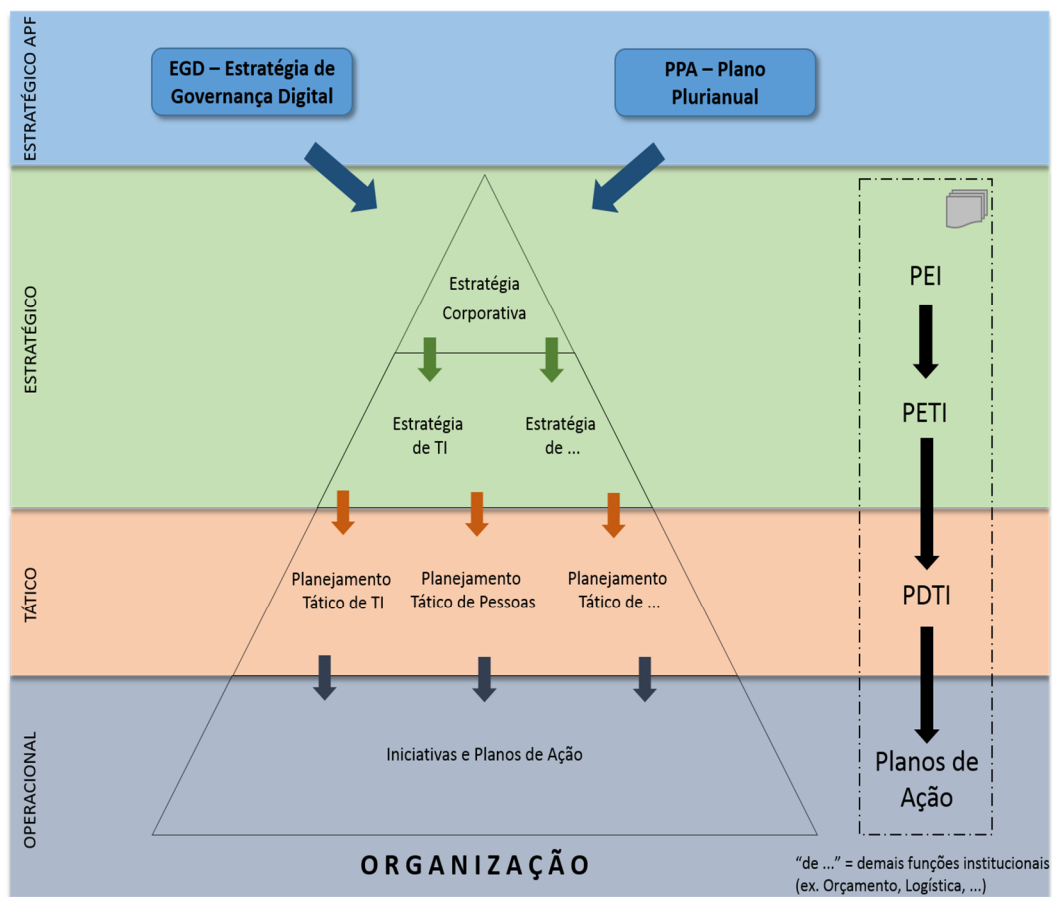 ESTRATÉGICO APF
EGD – Estratégia de
Governança Digital
PPA – Plano
Plurianual
ESTRATÉGICO
Estratégia
Corporativa
Estratégia
de TI
Estratégia
de ...
PEI
PETI
TÁTICO
Planejamento
Tático de TI
Planejamento
Tático de Pessoas
Planejamento
Tático de ...
PDTI
OPERACIONAL
Iniciativas e Planos de Ação
Planos de
Ação
ORGANIZAÇÃO
“de ...” = demais funções institucionais
(ex. Orçamento, Logística, ...)